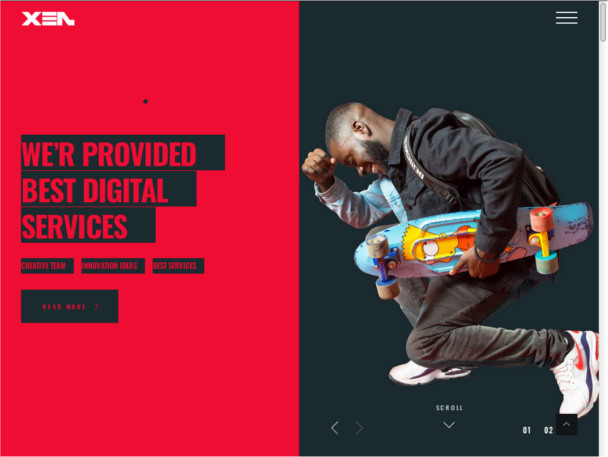 XEN
WE'R PROVIDED
BEST DIGITAL
SERVICES
CREATIVE TEAM INNOVATION IDEAS BEST SERVICES
READ MORE
SCROLL
01 02